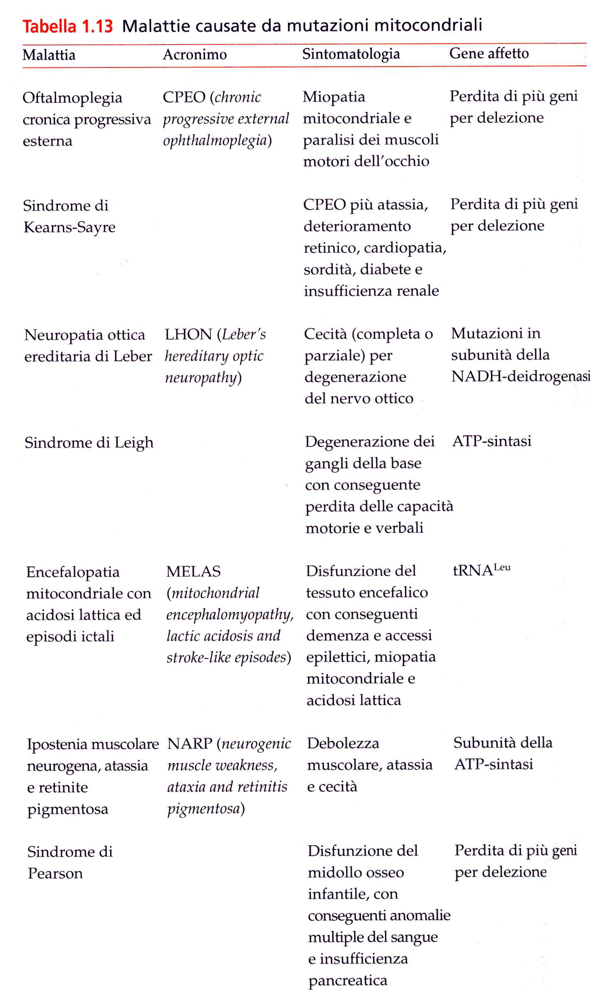 Tabella 1.13 Malattie causate da mutazioni mitocondriali
Malattia Acronimo Sintomatologia Gene affetto
Oftalmoplegia CPEO (chronic Miopatia Perdita di più geni
cronica progressiva progressive external mitocondriale e per delezione
esterna ophthalmoplegia) paralisi dei muscoli
motori dell'occhio
Sindrome di CPEO più atassia, Perdita di più geni
Kearns-Sayre deterioramento per delezione
retinico, cardiopatia,
sordità, diabete e
insufficienza renale
Neuropatia ottica LHON (Leber's Cecità (completa o Mutazioni in
ereditaria di Leber hereditary optic parziale) per subunità della
neuropathy) degenerazione NADH-deidrogenasi
del nervo ottico
Sindrome di Leigh Degenerazione dei ATP-sintasi
gangli della base
con conseguente
perdita delle capacità
motorie e verbali
Encefalopatia MELAS Disfunzione del tRNALeu
mitocondriale con (mitochondrial tessuto encefalico
acidosi lattica ed encephalomyopathy, con conseguenti
episodi ictali lactic acidosis and demenza e accessi
stroke-like episodes) epilettici, miopatia
mitocondriale e
acidosi lattica
Ipostenia muscolare NARP (neurogenic Debolezza Subunità della
neurogena, atassia muscle weakness, muscolare, atassia ATP-sintasi
e retinite ataxia and retinitis e cecità
pigmentosa pigmentosa)
Sindrome di Disfunzione del Perdita di più geni
Pearson midollo osseo per delezione
infantile, con
conseguenti anomalie
multiple del sangue
e insufficienza
pancreatica